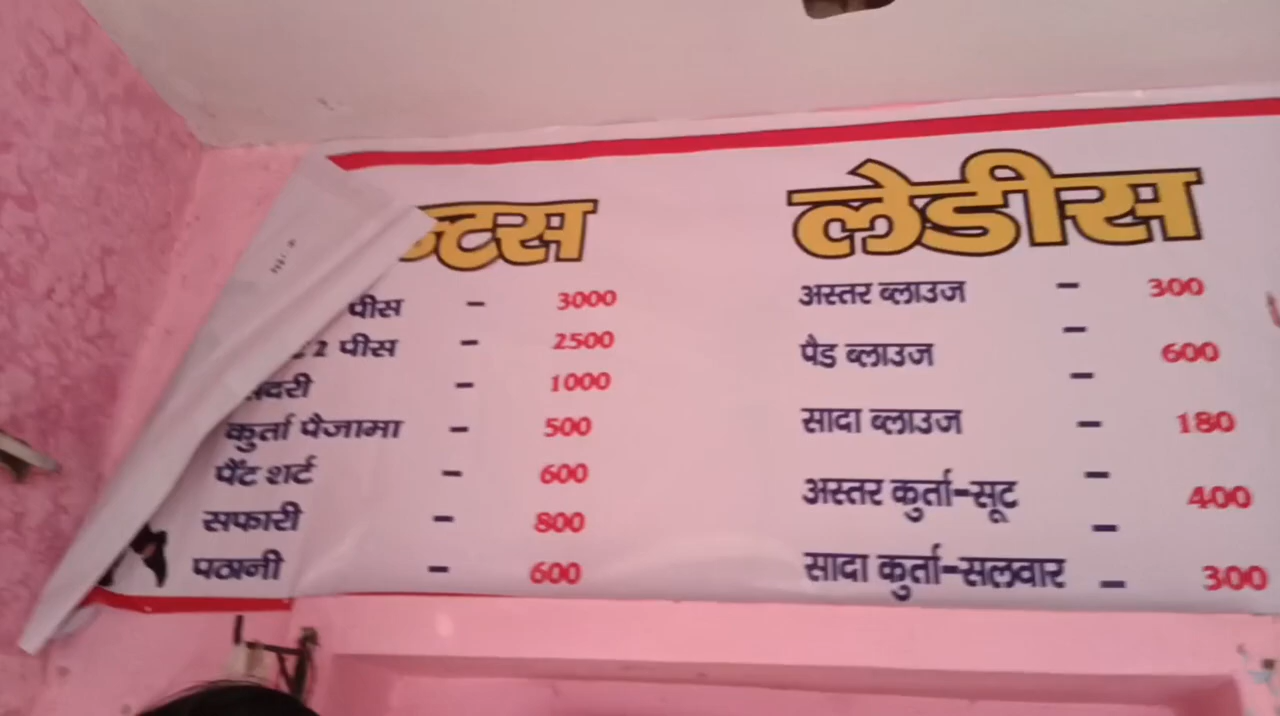 लेडीस
पीस - 3000
2 पीस - 2500
कुर्ता पैजामा - 500
पैंट शर्ट - 600
सफारी - 800
पठानी - 600
- 1000
अस्तर ब्लाउज - 300
पैड ब्लाउज - 600
सादा ब्लाउज - 180
अस्तर कुर्ता-सूट - 400
सादा कुर्ता-सलवार - 300